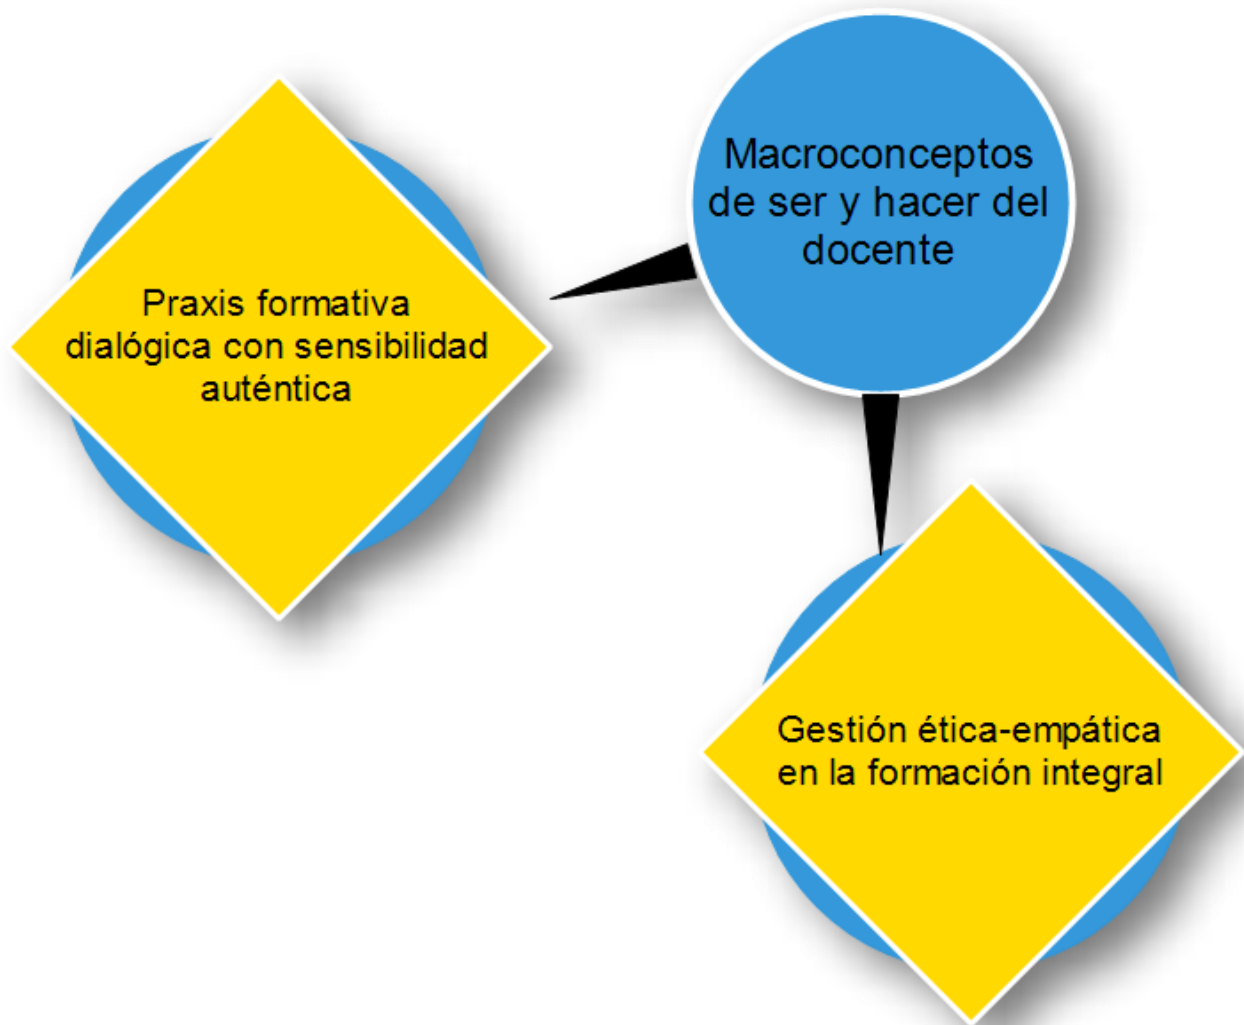 Macroconceptos
de ser y hacer del
docente
Praxis formativa
dialógica con sensibilidad
auténtica
Gestión ética-empática
en la formación integral